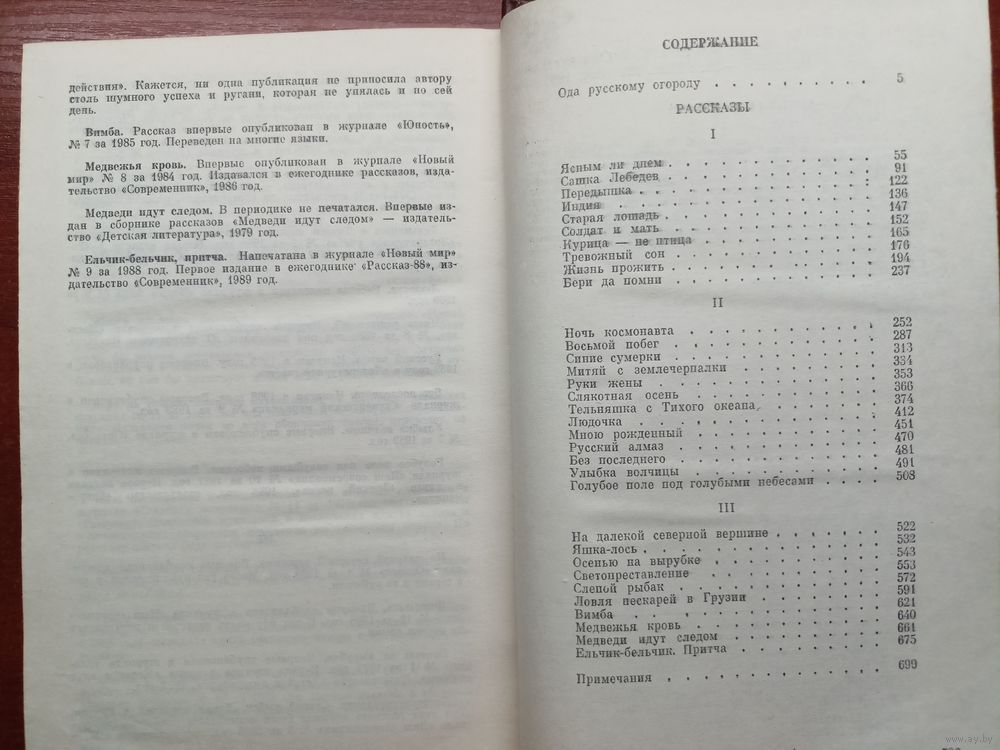 действия». Кажется, ни одна публикация не приносила автору
столь шумного успеха и ругани, которая не унялась и по сей
день.
Вимба. Рассказ впервые опубликован в журнале «Юность»,
№ 7 за 1985 год. Переведен на многие языки.
Медвежья кровь. Впервые опубликован в журнале «Новый
мир» № 8 за 1984 год. Издавался в ежегоднике рассказов, изда-
тельство «Современник», 1986 год.
Медведи идут следом. В периодике не печатался. Впервые из-
дан в сборнике рассказов «Медведи идут следом» — издатель-
ство «Детская литература», 1979 год.
Ельчик-бельчик, притча. Напечатана в журнале «Новый мир»
№ 9 за 1988 год. Первое издание в ежегоднике «Рассказ-88», из-
дательство «Современник», 1989 год.
СОДЕРЖАНИЕ
Ода русскому огороду . . . . . . . . . 5
РАССКАЗЫ
I
Ясным ли днем . . . . . . . . . . 55
Сашка Лебедев . . . . . . . . . . 91
Передышка . . . . . . . . . . . 122
Индия . . . . . . . . . . . . 136
Старая лошадь . . . . . . . . . . 147
Солдат и мать . . . . . . . . . . 152
Курица — не птица . . . . . . . . . 165
Тревожный сон . . . . . . . . . . 176
Жизнь прожить . . . . . . . . . . 194
Бери да помни . . . . . . . . . . 237
II
Ночь космонавта . . . . . . . . . . 252
Восьмой побег . . . . . . . . . . 287
Синие сумерки . . . . . . . . . . 313
Митяй с землечерпалки . . . . . . . . 334
Руки жены . . . . . . . . . . . 353
Слякотная осень . . . . . . . . . . 366
Тельняшка с Тихого океана . . . . . . . 374
Людочка . . . . . . . . . . . . 412
Мною рожденный . . . . . . . . . . 451
Русский алмаз . . . . . . . . . . 470
Без последнего . . . . . . . . . . 481
Улыбка волчицы . . . . . . . . . . 491
Голубое поле под голубыми небесами . . . . 508
III
На далекой северной вершине . . . . . . 522
Яшка-лось . . . . . . . . . . . 532
Осенью на вырубке . . . . . . . . . 543
Светопреставление . . . . . . . . . 553
Слепой рыбак . . . . . . . . . . 572
Ловля пескарей в Грузии . . . . . . . 591
Вимба . . . . . . . . . . . . 621
Медвежья кровь . . . . . . . . . . 640
Медведи идут следом . . . . . . . . 661
Ельчик-бельчик. Притча . . . . . . . . 675
Примечания . . . . . . . . . . . 699
www.ay.by